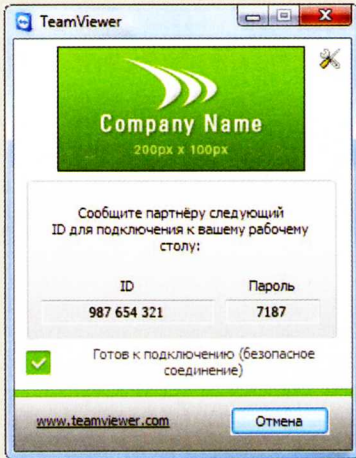 TeamViewer
Company Name
200px x 100px
Сообщите партнёру следующий
ID для подключения к вашему рабочему
столу:
ID Пароль
987 654 321 7187
Готов к подключению (безопасное
соединение)
www.teamviewer.com Отмена